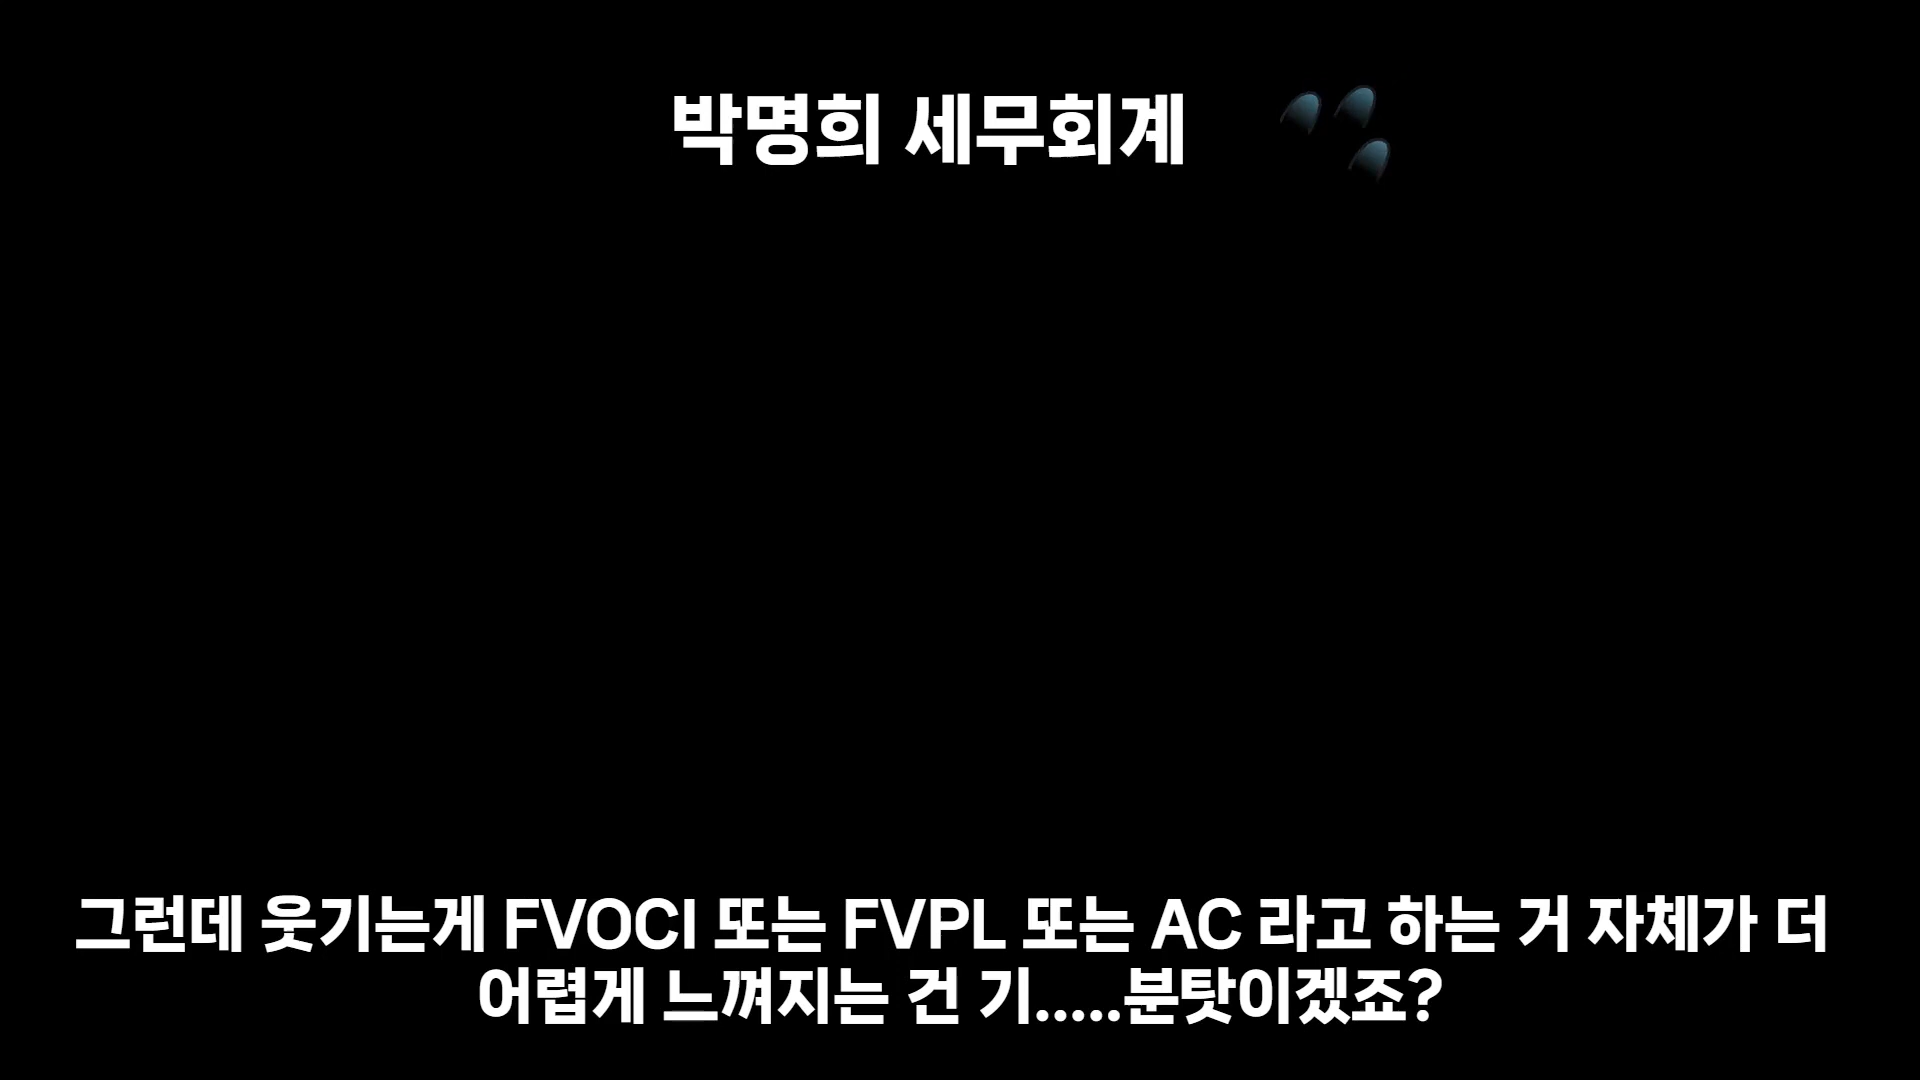 박명희 세무회계
그런데 웃기는게 FVOCI 또는 FVPL 또는 AC 라고 하는 거 자체가 더
어렵게 느껴지는 건 기.....분탓이겠죠?